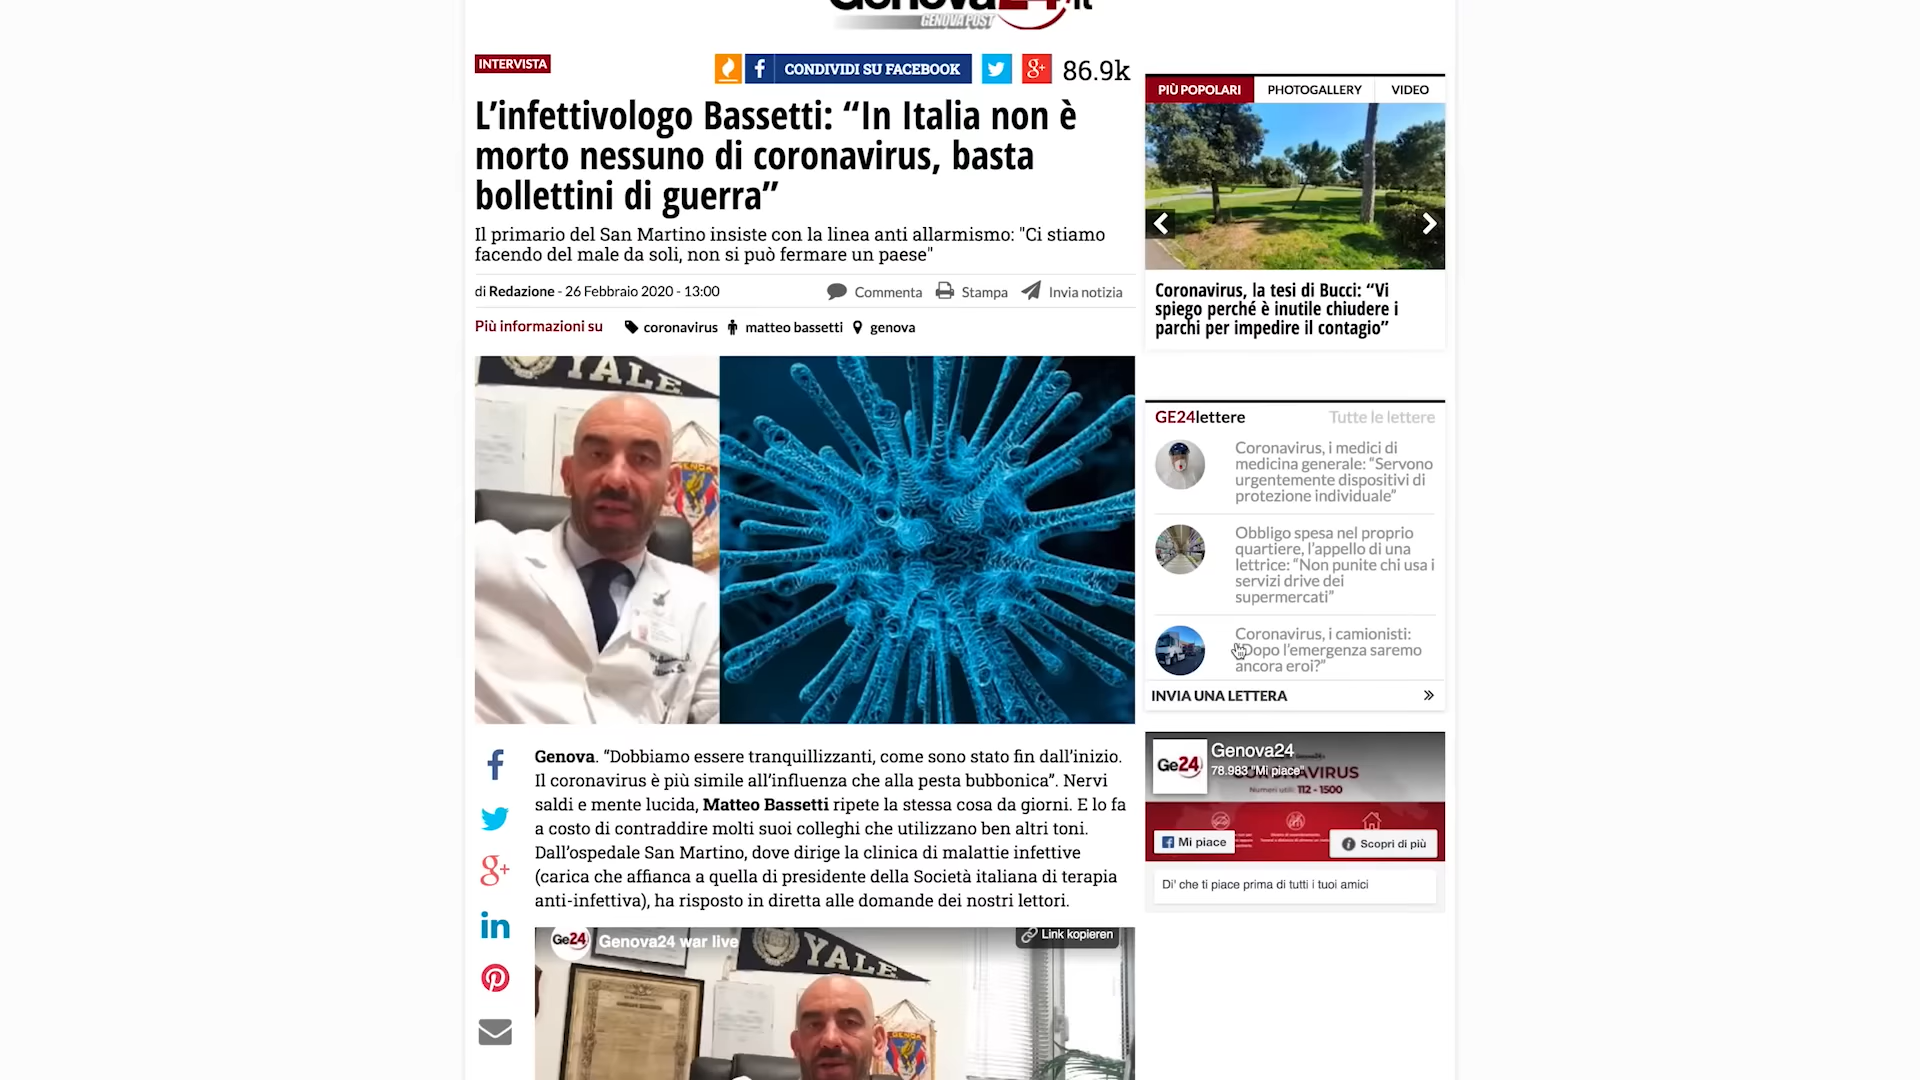 Genova24.it
GENOVA POST
INTERVISTA
CONDIVIDI SU FACEBOOK
86.9k
L’infettivologo Bassetti: “In Italia non è
morto nessuno di coronavirus, basta
bollettini di guerra”
Il primario del San Martino insiste con la linea anti allarmismo: "Ci stiamo
facendo del male da soli, non si può fermare un paese"
di Redazione - 26 Febbraio 2020 - 13:00
Commenta
Stampa
Invia notizia
Più informazioni su
coronavirus
matteo bassetti
genova
YALE
Genova. “Dobbiamo essere tranquillizzanti, come sono stato fin dall’inizio.
Il coronavirus è più simile all’influenza che alla pesta bubbonica”. Nervi
saldi e mente lucida, Matteo Bassetti ripete la stessa cosa da giorni. E lo fa
a costo di contraddire molti suoi colleghi che utilizzano ben altri toni.
Dall’ospedale San Martino, dove dirige la clinica di malattie infettive
(carica che affianca a quella di presidente della Società italiana di terapia
anti-infettiva), ha risposto in diretta alle domande dei nostri lettori.
Ge24
Genova24 war live
Link kopieren
YALE
GENOA
PIÙ POPOLARI
PHOTOGALLERY
VIDEO
Coronavirus, la tesi di Bucci: “Vi
spiego perché è inutile chiudere i
parchi per impedire il contagio”
GE24lettere
Tutte le lettere
Coronavirus, i medici di
medicina generale: “Servono
urgentemente dispositivi di
protezione individuale”
Obbligo spesa nel proprio
quartiere, l’appello di una
lettrice: “Non punite chi usa i
servizi drive dei
supermercati”
Coronavirus, i camionisti:
“Dopo l’emergenza saremo
ancora eroi?”
INVIA UNA LETTERA
Ge24
Genova24
78.983 "Mi piace"
CORONAVIRUS
Numeri utili: 112 - 1500
Mi piace
Scopri di più
Di' che ti piace prima di tutti i tuoi amici